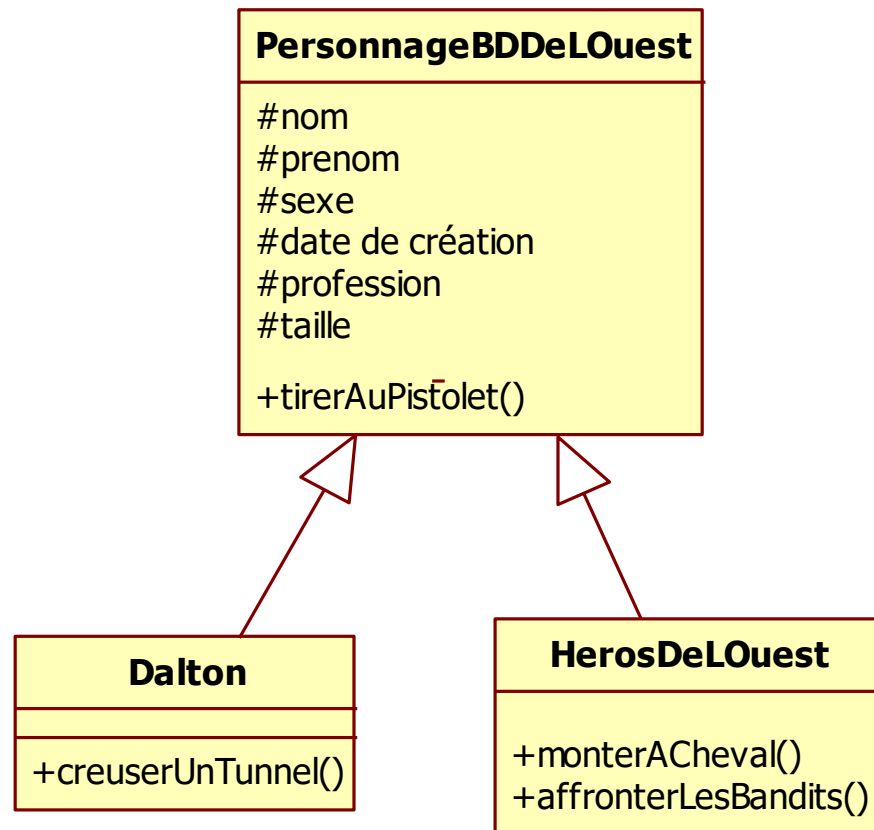 PersonnageBDDeLOuest
#nom
#prenom
#sexe
#date de création
#profession
#taille
+tirerAuPistolet()
Dalton
+creuserUnTunnel()
HerosDeLOuest
+monterACheval()
+affronterLesBandits()